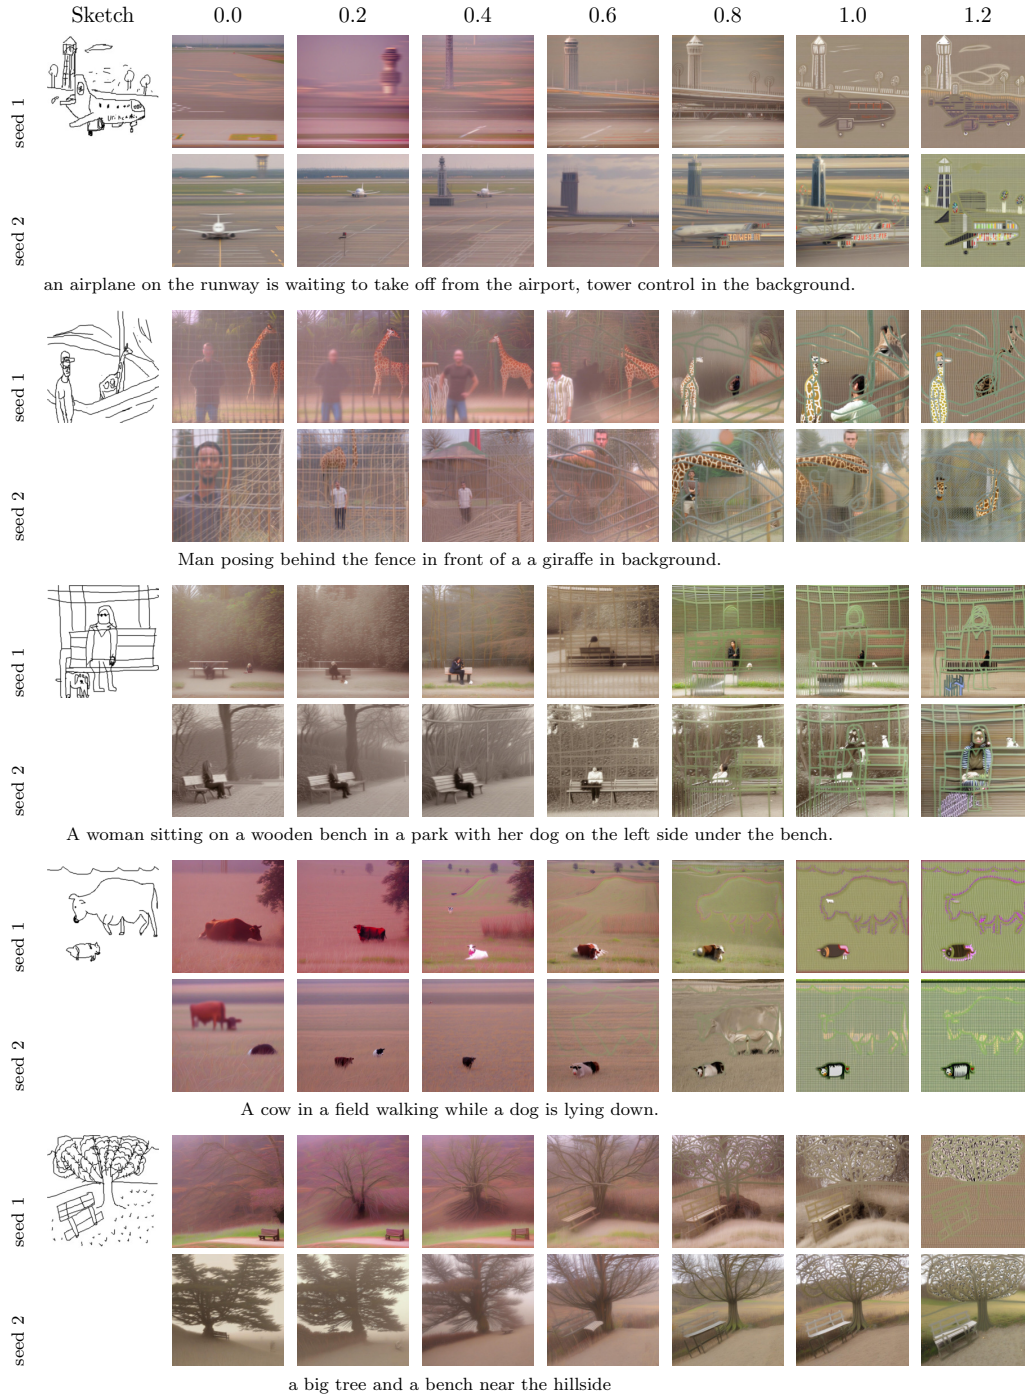 Sketch 0.0 0.2 0.4 0.6 0.8 1.0 1.2
seed 1
seed 2
an airplane on the runway is waiting to take off from the airport, tower control in the background.
seed 1
seed 2
Man posing behind the fence in front of a a giraffe in background.
seed 1
seed 2
A woman sitting on a wooden bench in a park with her dog on the left side under the bench.
seed 1
seed 2
A cow in a field walking while a dog is lying down.
seed 1
seed 2
a big tree and a bench near the hillside